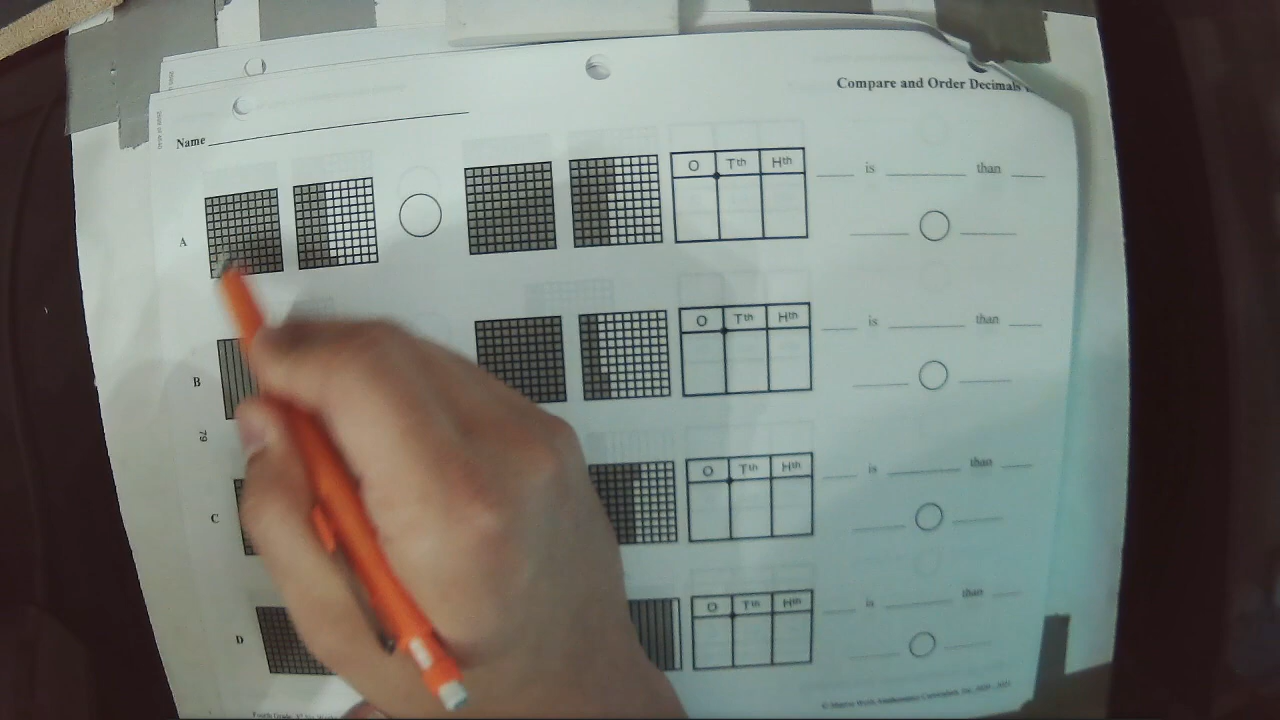 Compare and Order Decimals
Name
A
O Tth Hth
is than
B
O Tth Hth
is than
79
C
O Tth Hth
is than
D
O Tth Hth
is than